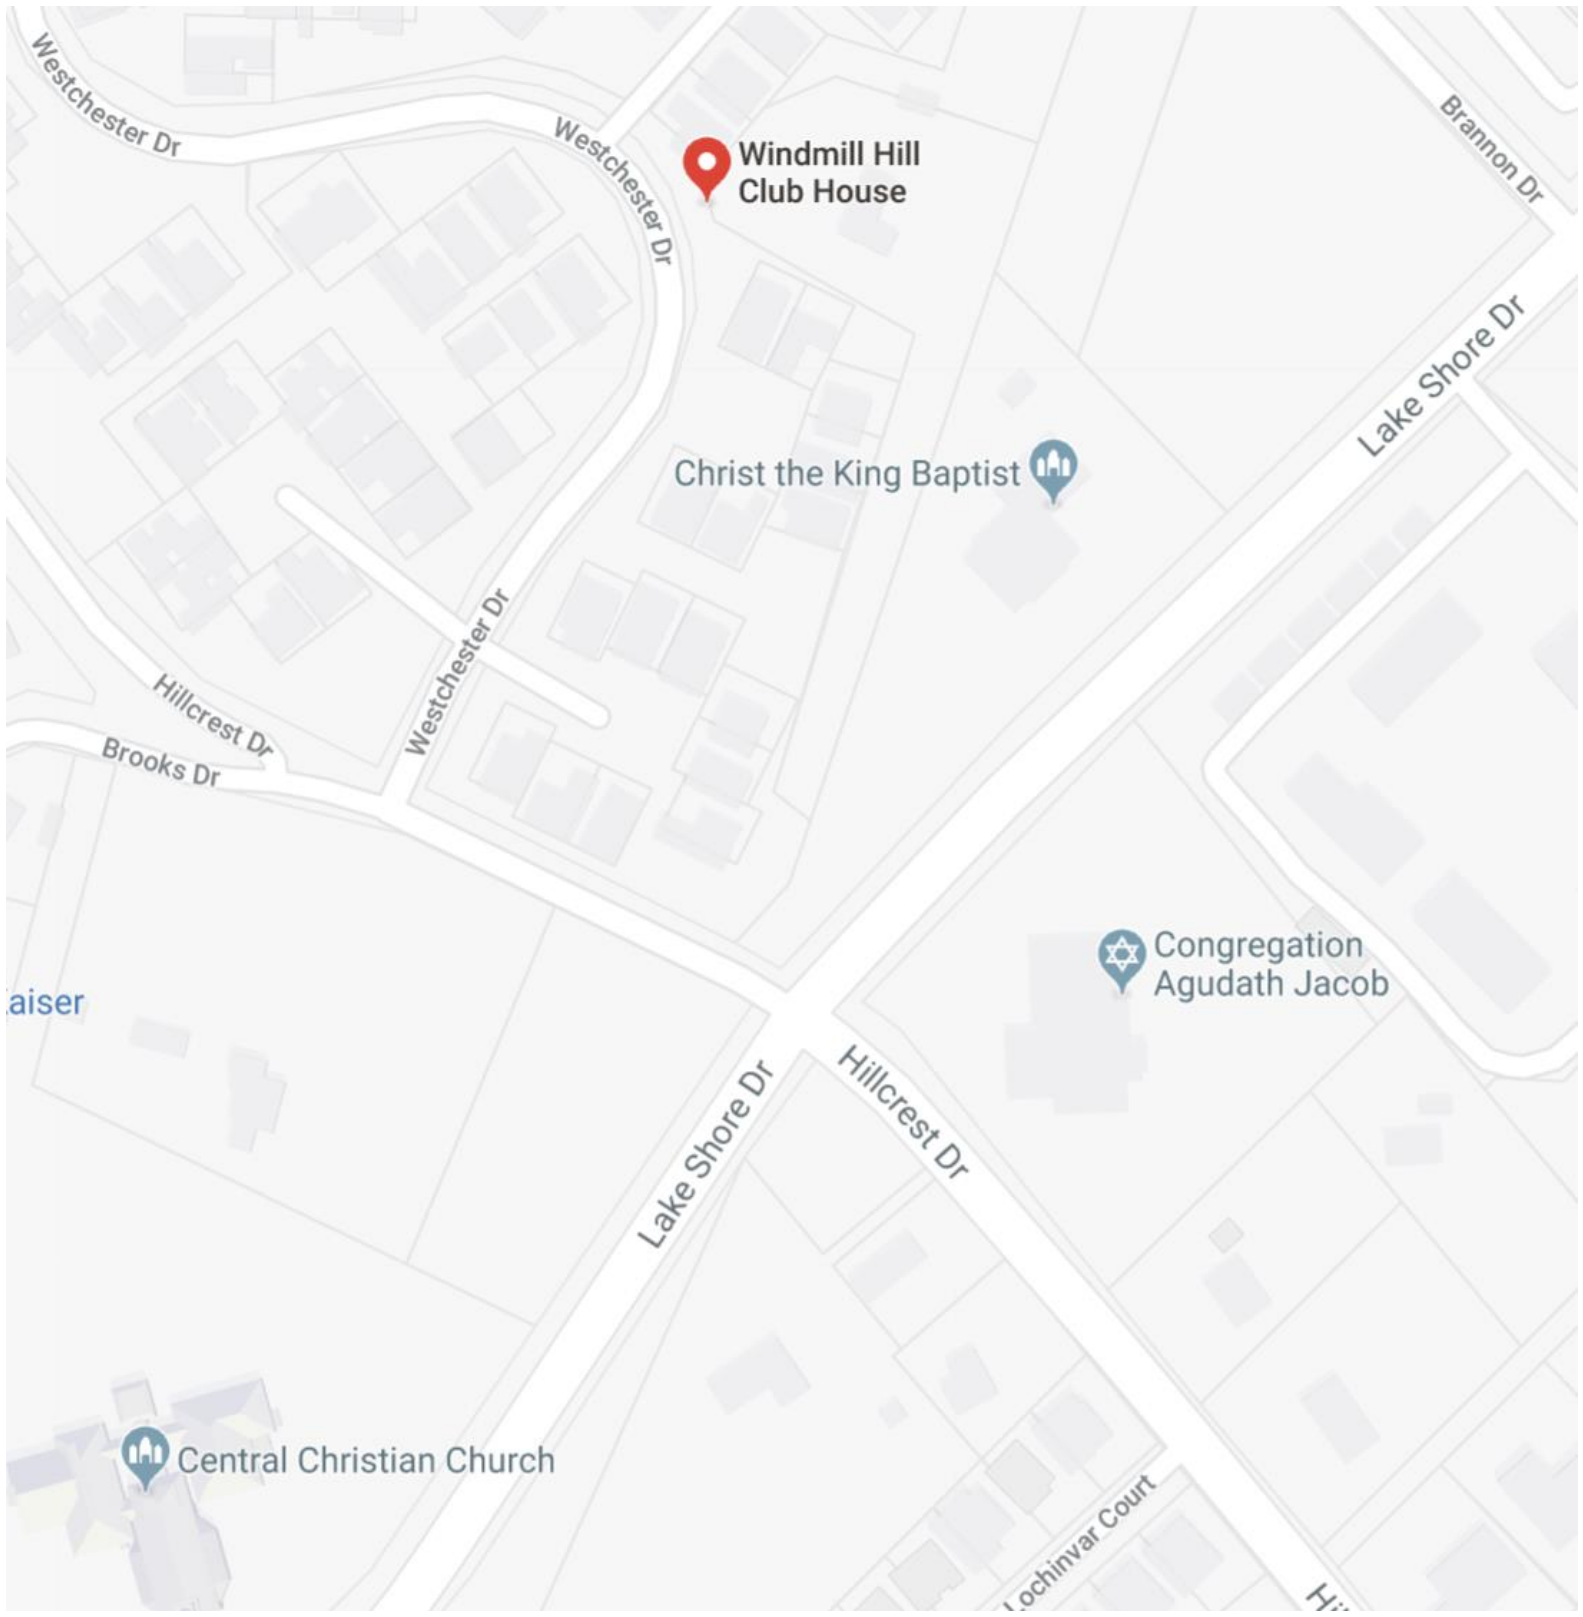 Westchester Dr
Westchester Dr
Windmill Hill
Club House
Brannon Dr
Lake Shore Dr
Christ the King Baptist
Westchester Dr
Hillcrest Dr
Brooks Dr
Congregation
Agudath Jacob
aiser
Hillcrest Dr
Lake Shore Dr
Central Christian Church
Lochinvar Court